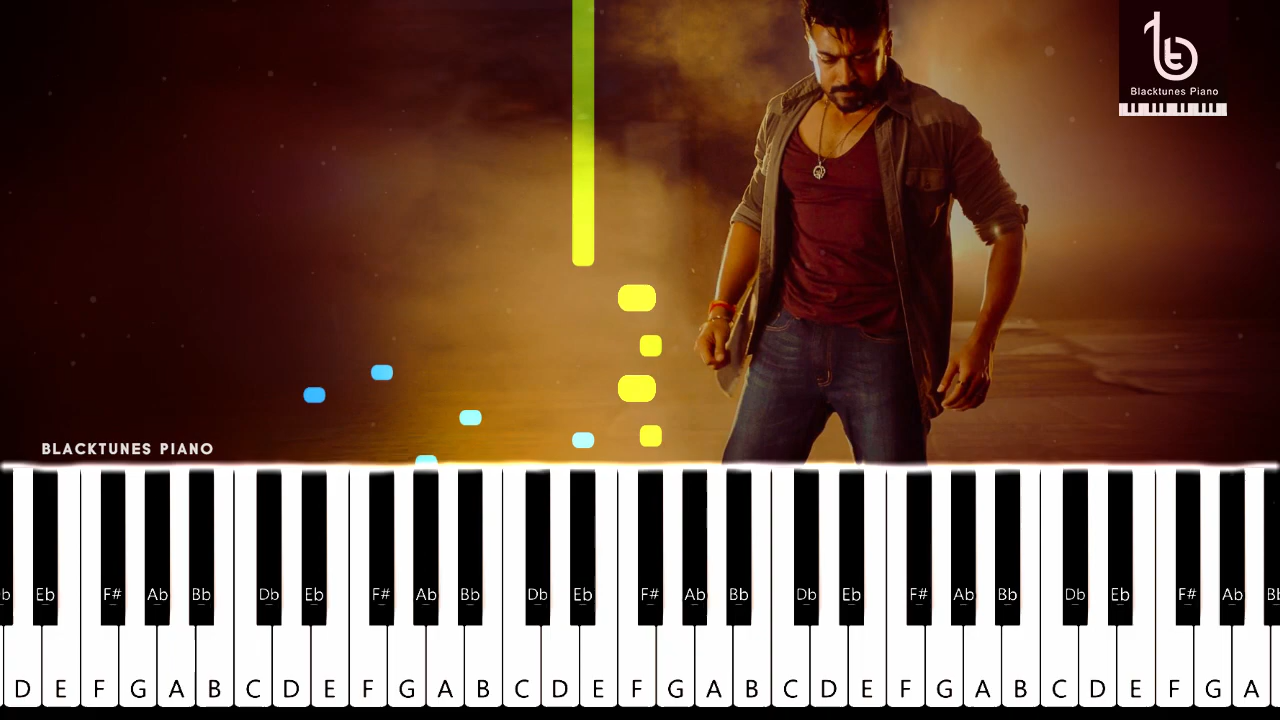 Blacktunes Piano
BLACKTUNES PIANO
Eb F# Ab Bb Db Eb F# Ab Bb Db Eb F# Ab Bb Db Eb F# Ab Bb Db Eb F# Ab
D E F G A B C D E F G A B C D E F G A B C D E F G A B C D E F G A